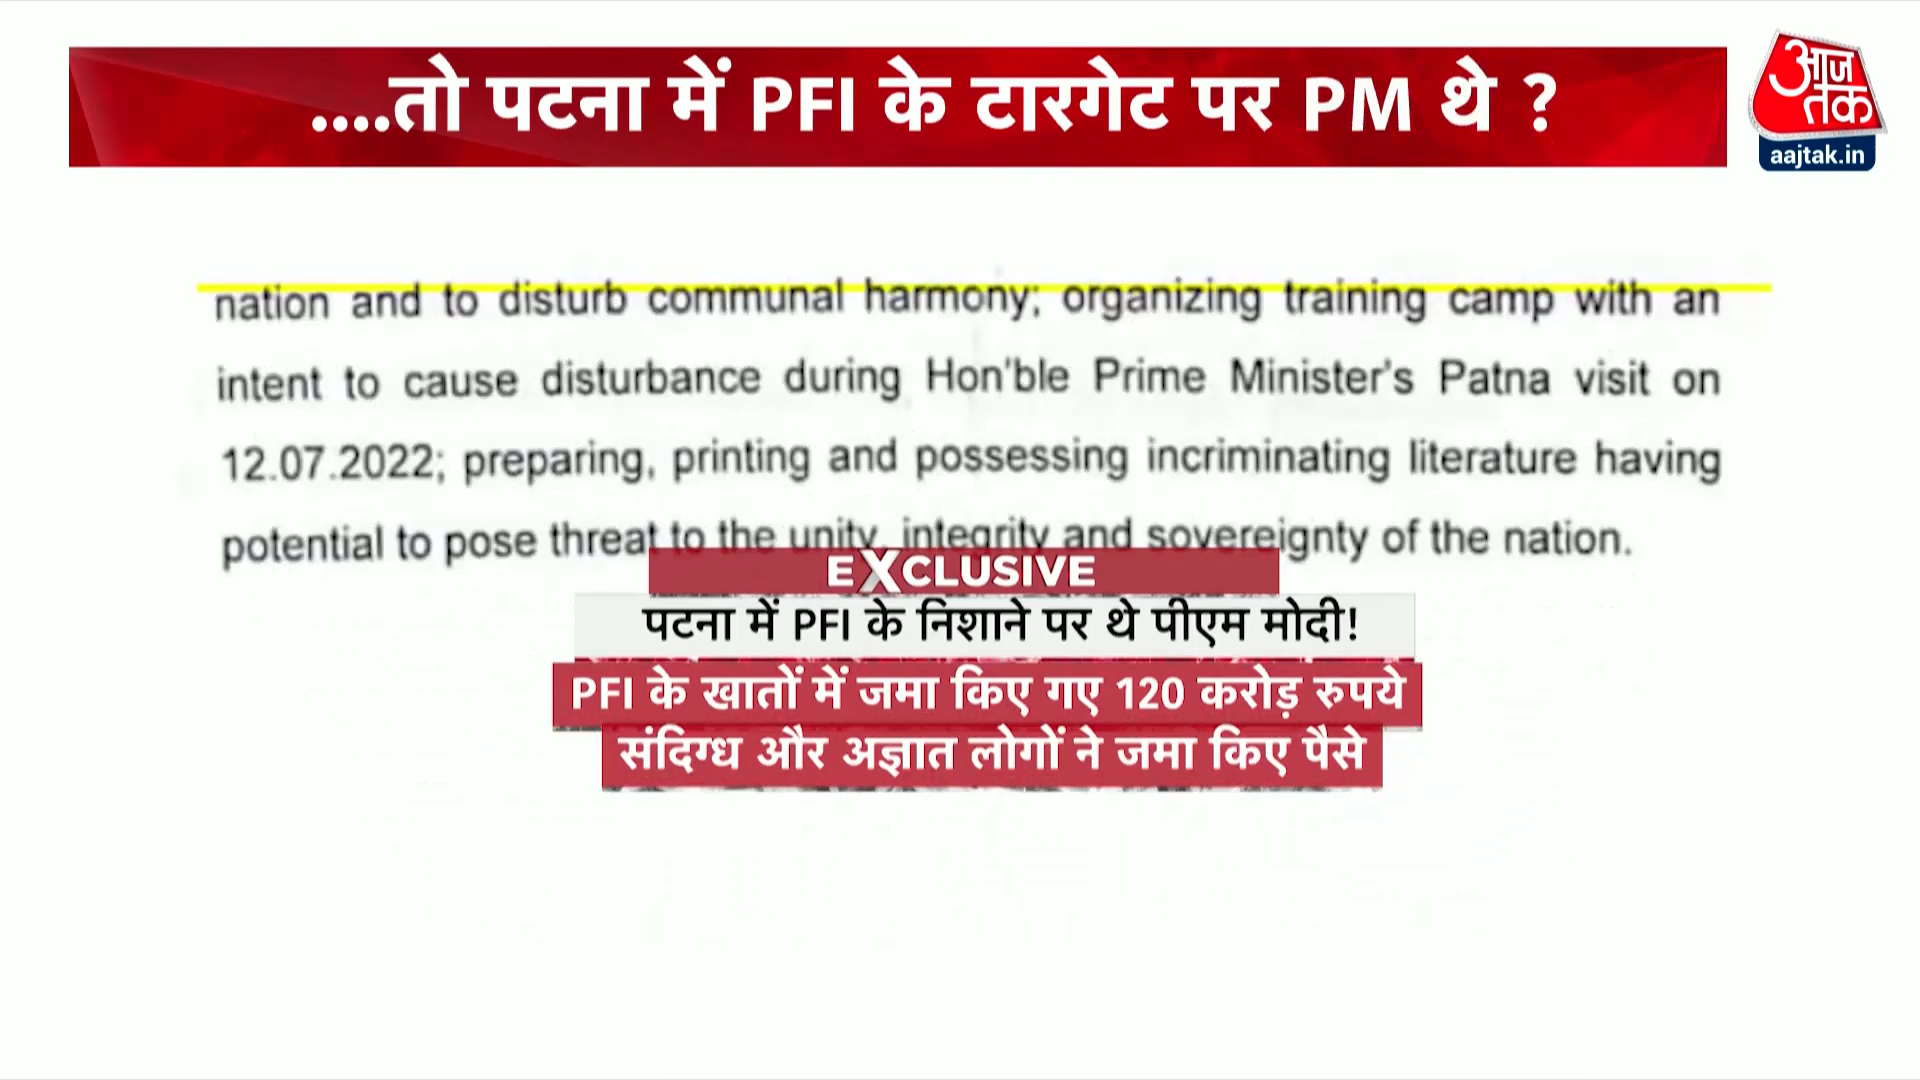 ....तो पटना में PFI के टारगेट पर PM थे ?
आज
तक
aajtak.in
nation and to disturb communal harmony; organizing training camp with an
intent to cause disturbance during Hon'ble Prime Minister's Patna visit on
12.07.2022; preparing, printing and possessing incriminating literature having
potential to pose threat to the unity, integrity and sovereignty of the nation.
EXCLUSIVE
पटना में PFI के निशाने पर थे पीएम मोदी!
PFI के खातों में जमा किए गए 120 करोड़ रुपये
संदिग्ध और अज्ञात लोगों ने जमा किए पैसे